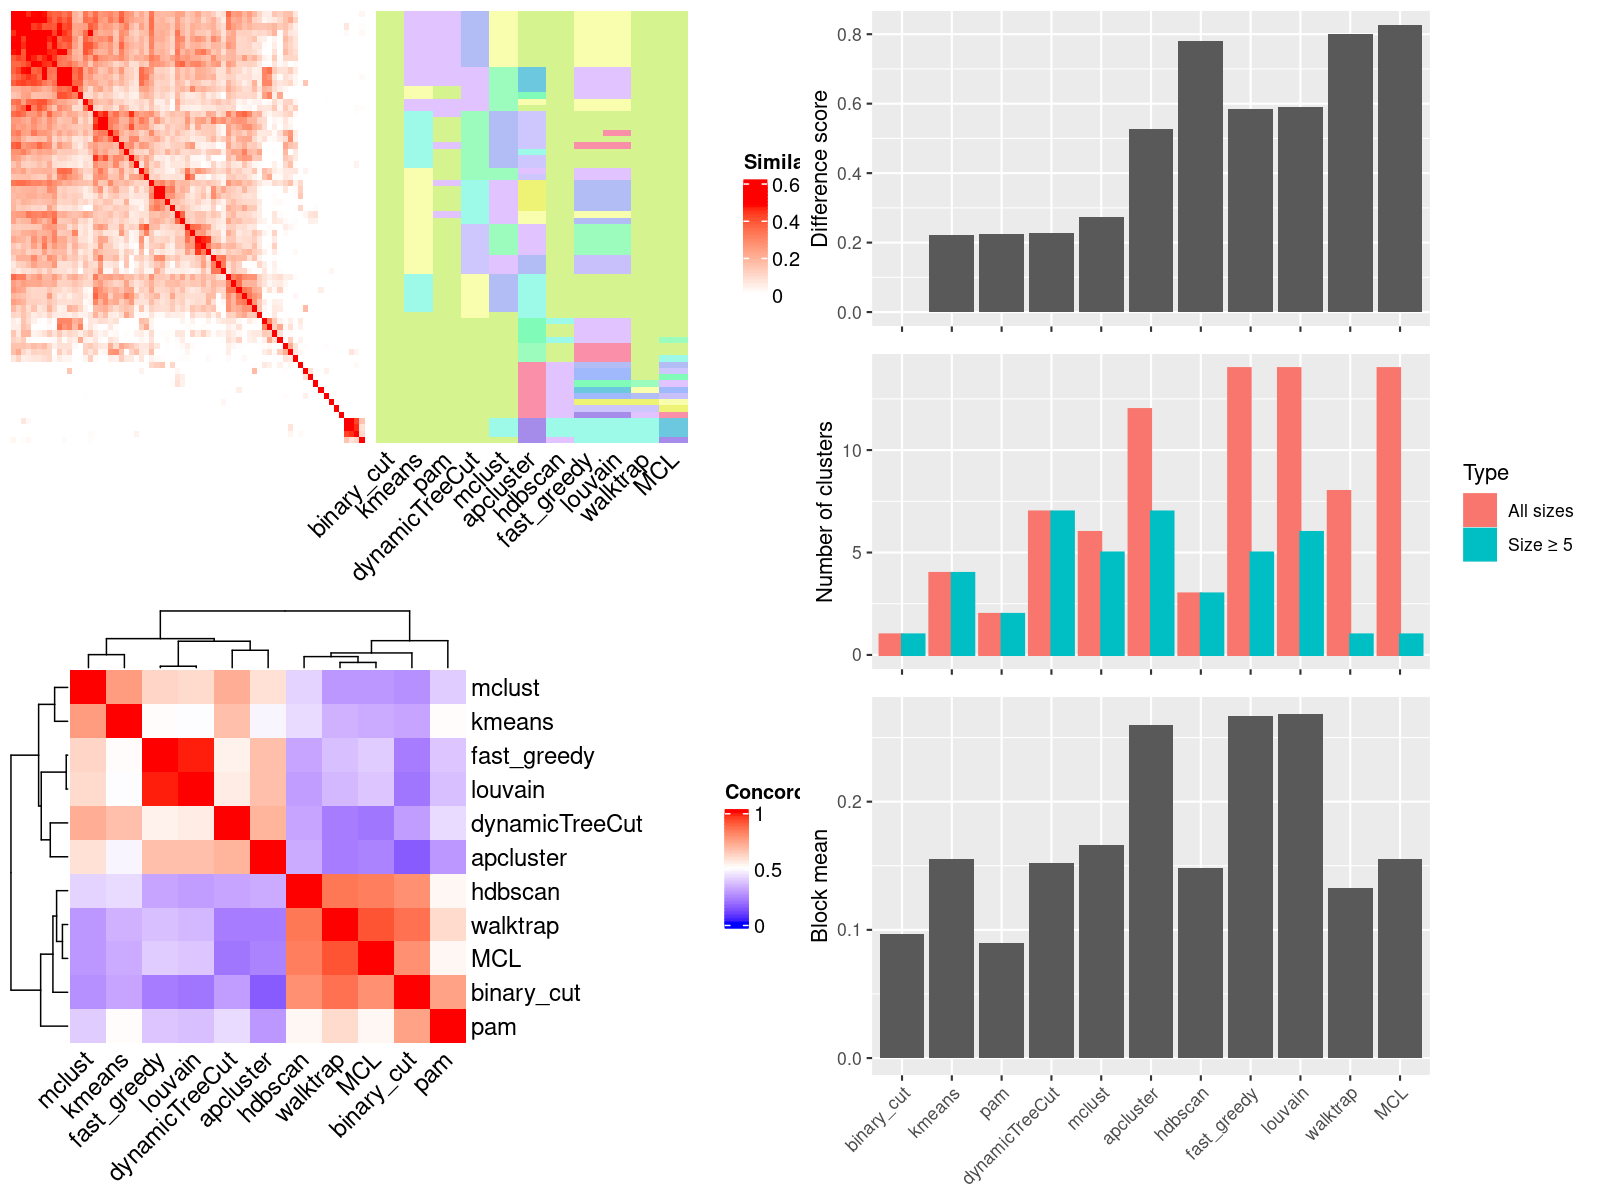 Simila
0.6
0.4
0.2
0
binary_cut
kmeans
pam
dynamicTreeCut
mclust
apcluster
hdbscan
fast_greedy
louvain
walktrap
MCL
mclust
kmeans
fast_greedy
louvain
dynamicTreeCut
apcluster
hdbscan
walktrap
MCL
binary_cut
pam
mclust
kmeans
fast_greedy
louvain
dynamicTreeCut
apcluster
hdbscan
walktrap
MCL
binary_cut
pam
Concord
1
0.5
0
Difference score
0.8
0.6
0.4
0.2
0.0
Number of clusters
10
5
0
Type
All sizes
Size ≥ 5
Block mean
0.2
0.1
0.0
binary_cut
kmeans
pam
dynamicTreeCut
mclust
apcluster
hdbscan
fast_greedy
louvain
walktrap
MCL